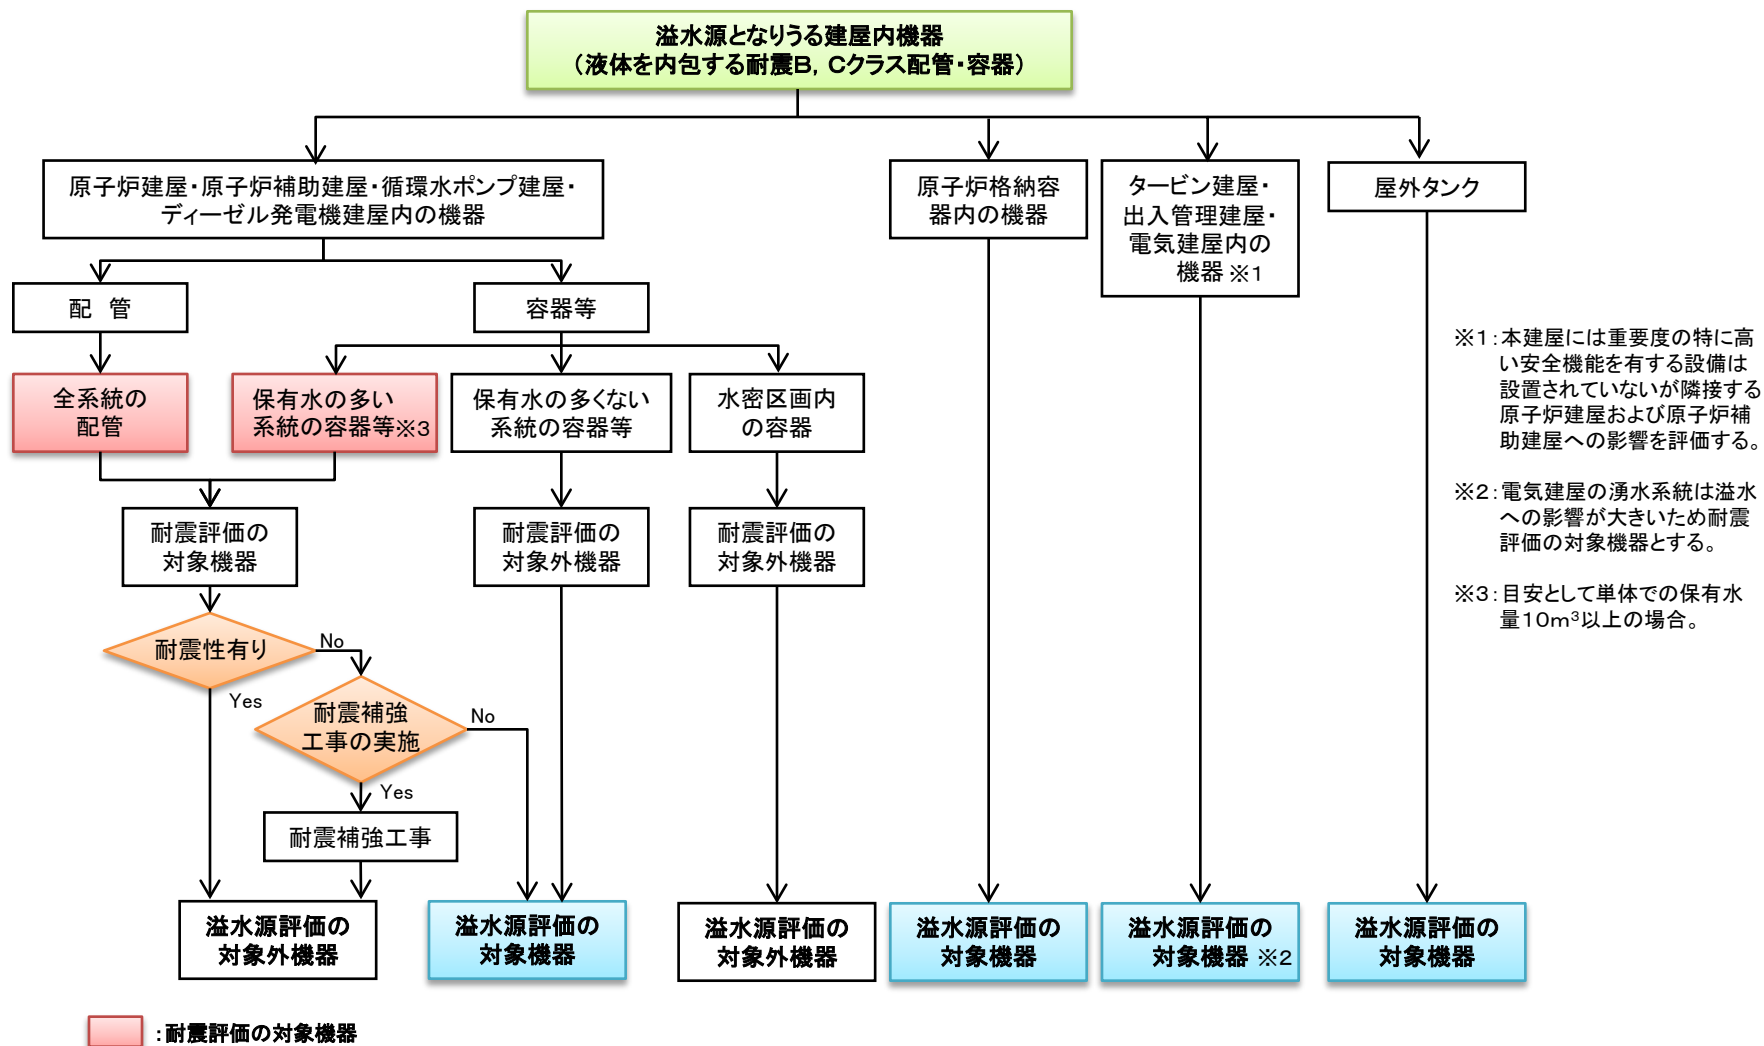 溢水源となりうる建屋内機器
（液体を内包する耐震Ｂ，Ｃクラス配管・容器）
原子炉建屋・原子炉補助建屋・循環水ポンプ建屋・
ディーゼル発電機建屋内の機器
原子炉格納容
器内の機器
タービン建屋・
出入管理建屋・
電気建屋内の
機器 ※１
屋外タンク
配　管
容器等
全系統の
配管
保有水の多い
系統の容器等※３
保有水の多くない
系統の容器等
水密区画内
の容器
※１：本建屋には重要度の特に高
い安全機能を有する設備は
設置されていないが隣接する
原子炉建屋および原子炉補
助建屋への影響を評価する。
※２：電気建屋の湧水系統は溢水
への影響が大きいため耐震
評価の対象機器とする。
※３：目安として単体での保有水
量１０ｍ³以上の場合。
耐震評価の
対象機器
耐震評価の
対象外機器
耐震評価の
対象外機器
耐震性有り
No
Yes
耐震補強
工事の実施
No
Yes
耐震補強工事
溢水源評価の
対象外機器
溢水源評価の
対象機器
溢水源評価の
対象外機器
溢水源評価の
対象機器
溢水源評価の
対象機器 ※２
溢水源評価の
対象機器
：耐震評価の対象機器